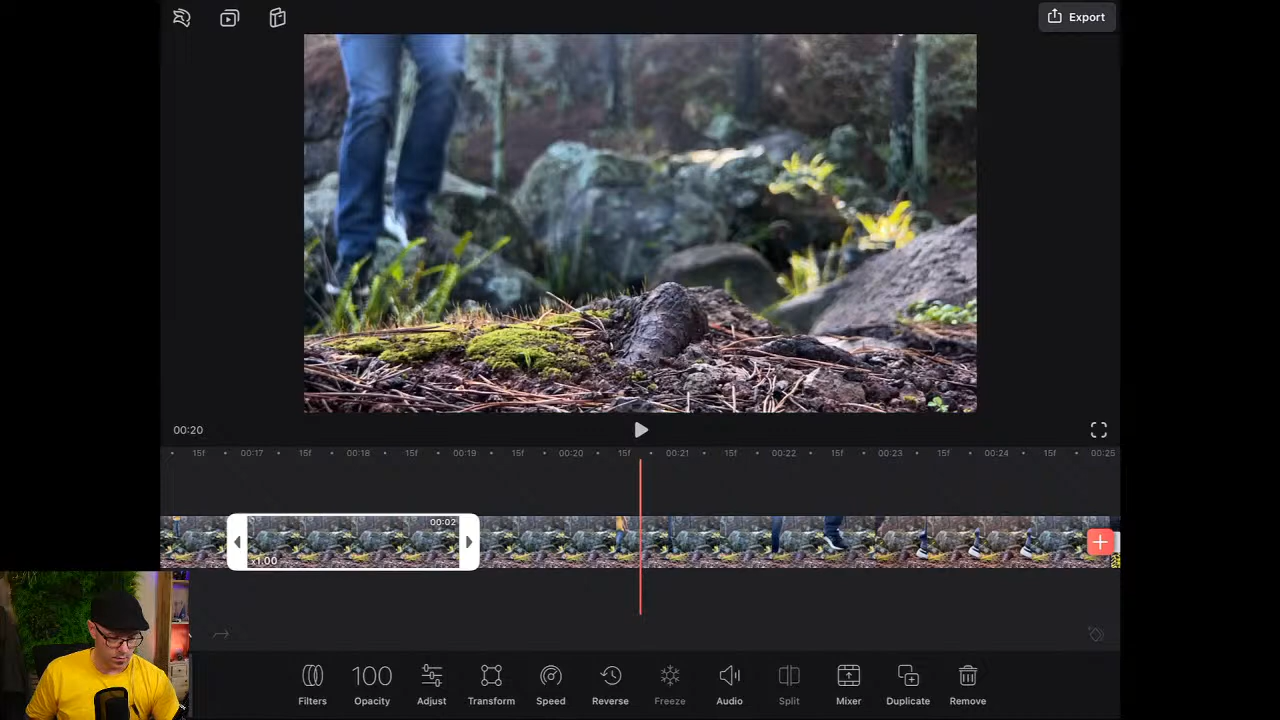 Export
00:20
15f 00:17 15f 00:18 15f 00:19 15f 00:20 15f 00:21 15f 00:22 15f 00:23 15f 00:24 15f 00:25
00:02
x1.00
100
Filters Opacity Adjust Transform Speed Reverse Freeze Audio Split Mixer Duplicate Remove